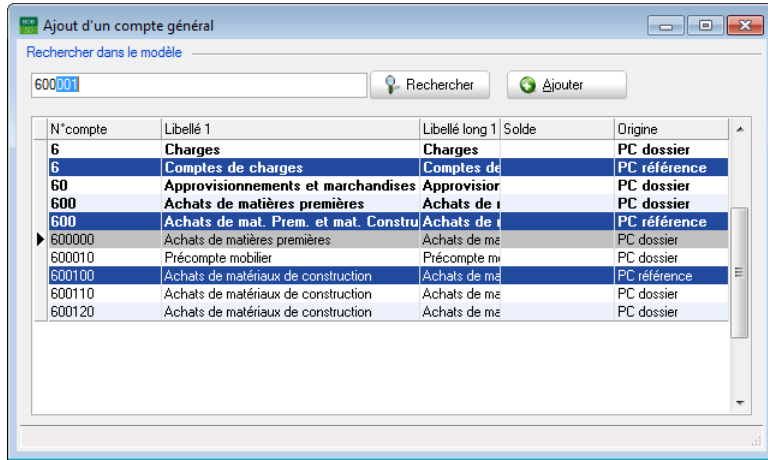 BOB 50 Ajout d'un compte général
Rechercher dans le modèle
600001 Rechercher Ajouter
N°compte Libellé 1 Libellé long 1 Solde Origine
6 Charges Charges PC dossier
6 Comptes de charges Comptes de PC référence
60 Approvisionnements et marchandises Approvision PC dossier
600 Achats de matières premières Achats de m PC dossier
600 Achats de mat. Prem. et mat. Constru Achats de m PC référence
600000 Achats de matières premières Achats de ma PC dossier
600010 Précompte mobilier Précompte m PC dossier
600100 Achats de matériaux de construction Achats de ma PC référence
600110 Achats de matériaux de construction Achats de ma PC dossier
600120 Achats de matériaux de construction Achats de ma PC dossier